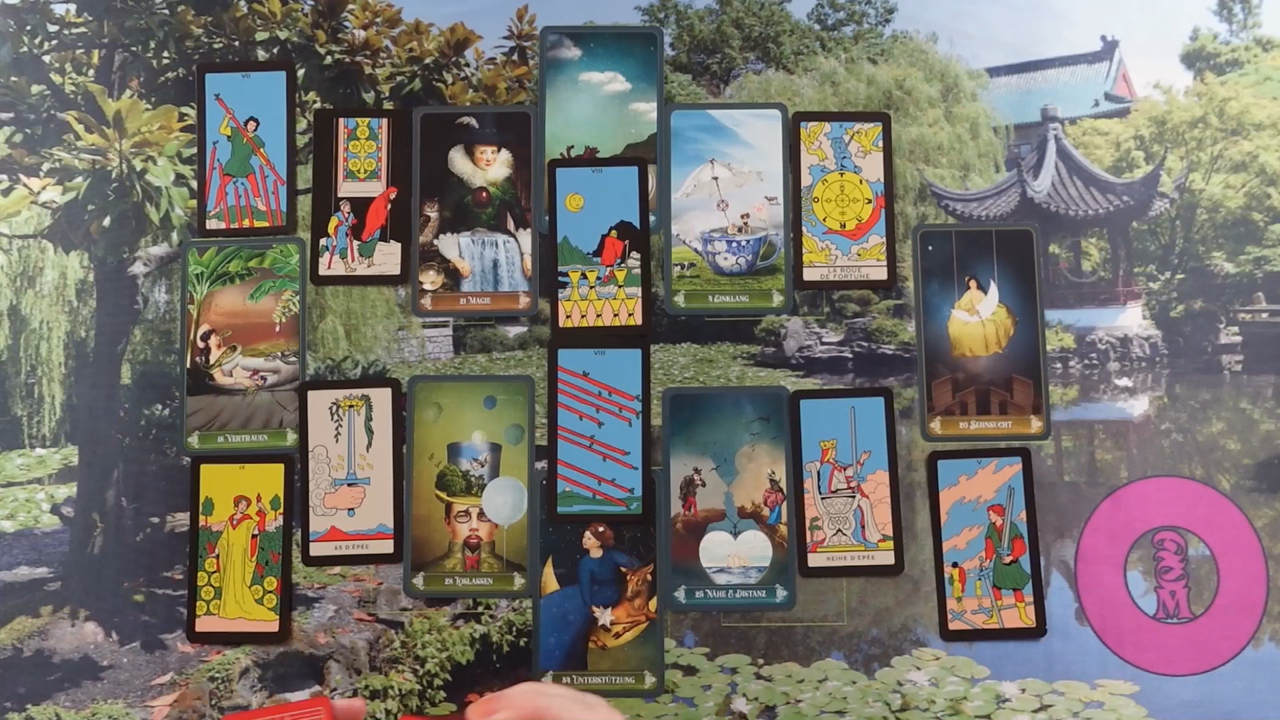 VII
21 MAGIE
VIII
4 EINKLANG
LA ROUE
DE FORTUNE
18 VERTRAUEN
20 SEHNSUCHT
VIII
AS D'ÉPÉE
28 LOSLASSEN
25 NÄHE & DISTANZ
REINE D'ÉPÉE
IX
V
34 UNTERSTÜTZUNG